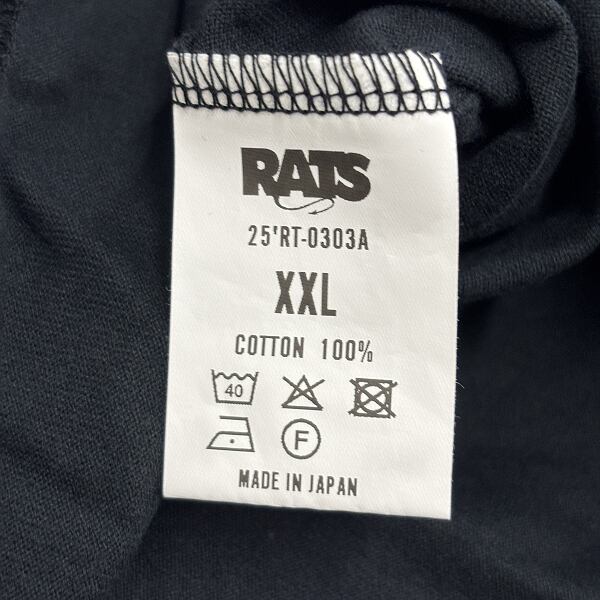 RATS
25'RT-0303A
XXL
COTTON 100%
40
F
MADE IN JAPAN